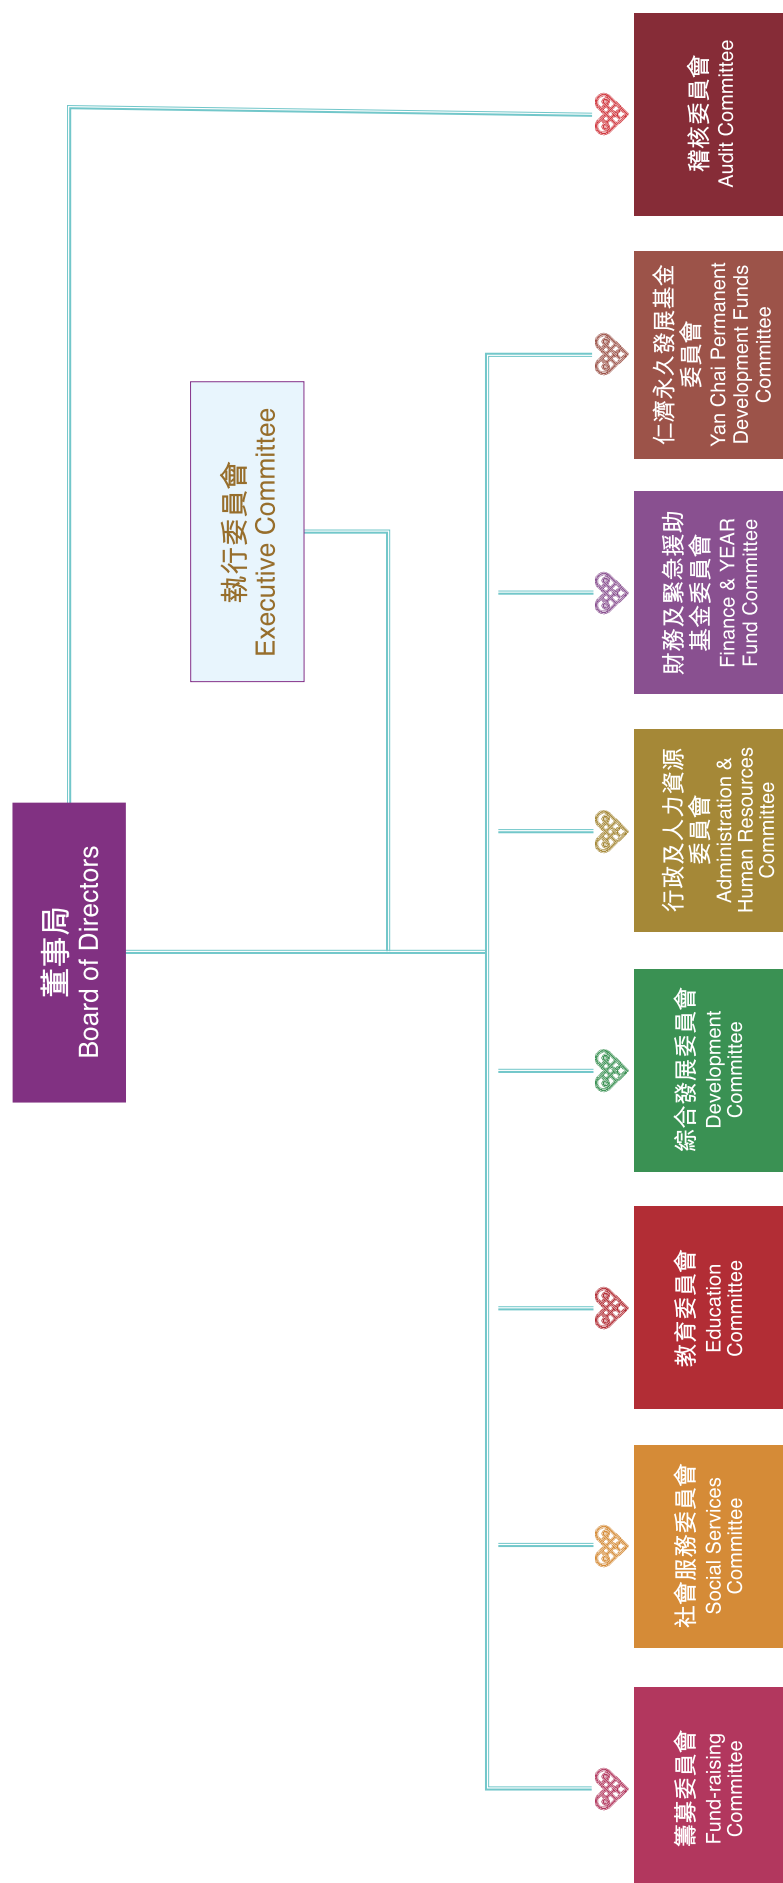 董事局
Board of Directors
執行委員會
Executive Committee
籌募委員會
Fund-raising
Committee
社會服務委員會
Social Services
Committee
教育委員會
Education
Committee
綜合發展委員會
Development
Committee
行政及人力資源
委員會
Administration &
Human Resources
Committee
財務及緊急援助
基金委員會
Finance & YEAR
Fund Committee
仁濟永久發展基金
委員會
Yan Chai Permanent
Development Funds
Committee
稽核委員會
Audit Committee